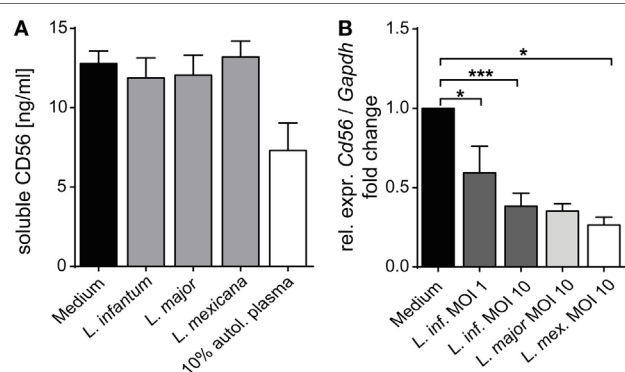 A
soluble CD56 [ng/ml]
15
10
5
0
Medium
L. infantum
L. major
L. mexicana
10% autol. plasma
B
rel. expr. Cd56 / Gapdh
fold change
1.0
0.5
0.0
*
***
*
Medium
L. inf. MOI 1
L. inf. MOI 10
L. major MOI 10
L. mex. MOI 10